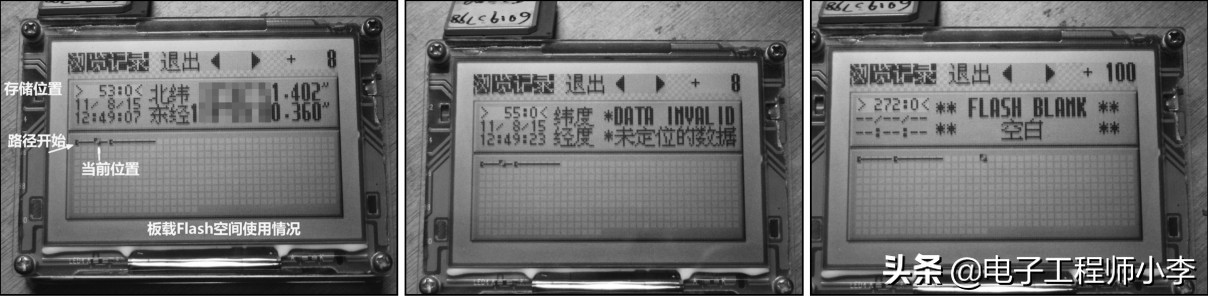 浏览记录 退出 + 8
存储位置
> 53:0< 北纬 1.402″
11/ 8/15
12:49:07 东经1 0.360″
路径开始
当前位置
板载Flash空间使用情况
浏览记录 退出 + 8
> 55:0< 纬度 *DATA INVALID
11/ 8/15
12:49:23 经度 *未定位的数据
浏览记录 退出 + 100
> 272:0< ** FLASH BLANK **
--/--/--
--:--:-- ** 空白 **
头条 @电子工程师小李